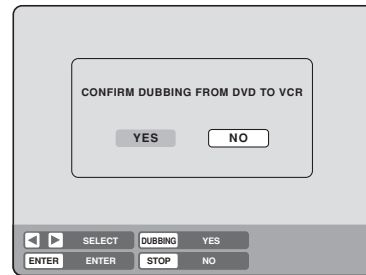 CONFIRM DUBBING FROM DVD TO VCR
YES NO
◀ ▶ SELECT DUBBING YES
ENTER ENTER STOP NO